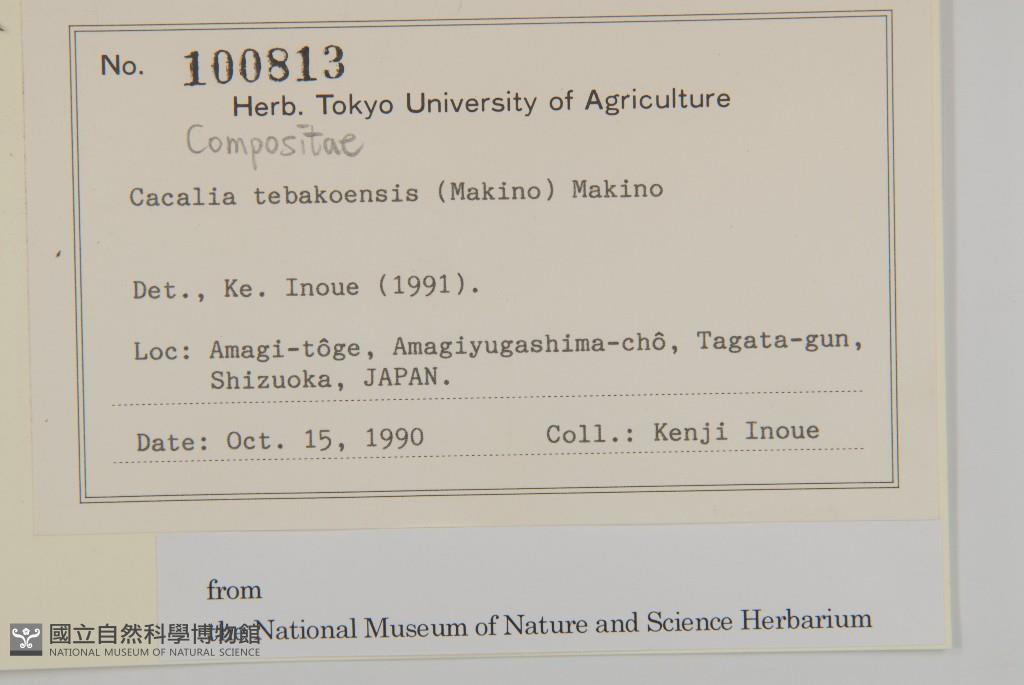 No. 100813
Herb. Tokyo University of Agriculture
Compositae
Cacalia tebakoensis (Makino) Makino
Det., Ke. Inoue (1991).
Loc: Amagi-tôge, Amagiyugashima-chô, Tagata-gun,
Shizuoka, JAPAN.
Date: Oct. 15, 1990 Coll.: Kenji Inoue
from
the National Museum of Nature and Science Herbarium
國立自然科學博物館
NATIONAL MUSEUM OF NATURAL SCIENCE